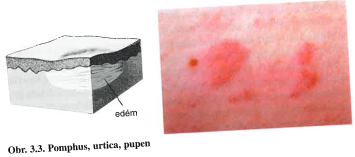 edém
Obr. 3.3. Pomphus, urtica, pupen